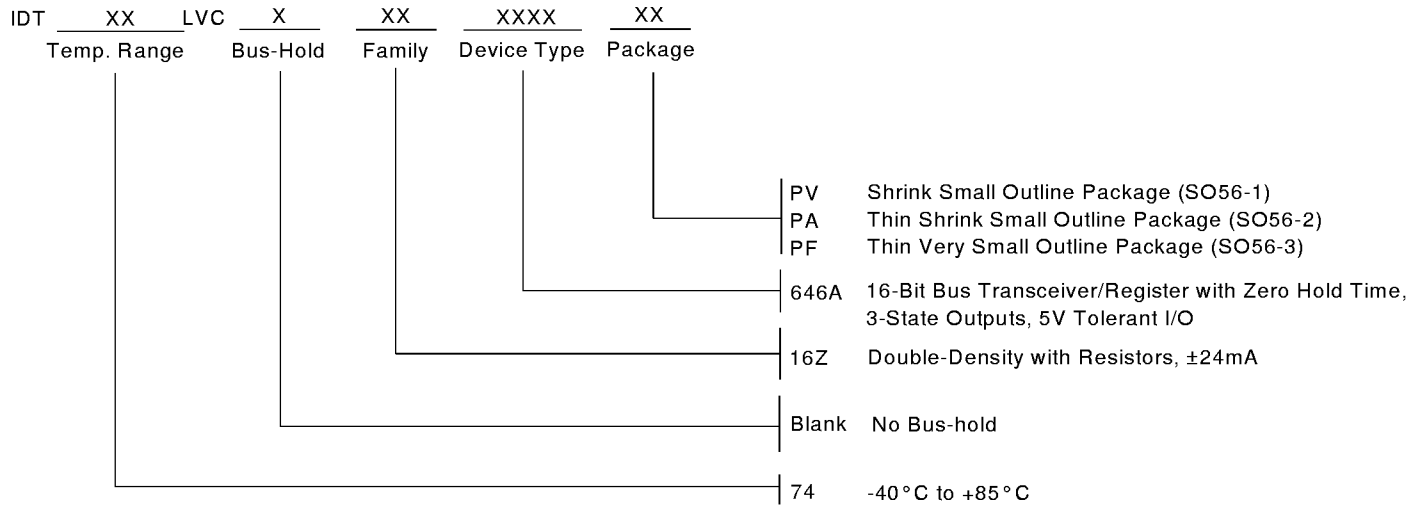 IDT XX LVC X XX XXXX XX
Temp. Range Bus-Hold Family Device Type Package
PV Shrink Small Outline Package (SO56-1)
PA Thin Shrink Small Outline Package (SO56-2)
PF Thin Very Small Outline Package (SO56-3)
646A 16-Bit Bus Transceiver/Register with Zero Hold Time,
3-State Outputs, 5V Tolerant I/O
16Z Double-Density with Resistors, ±24mA
Blank No Bus-hold
74 -40°C to +85°C